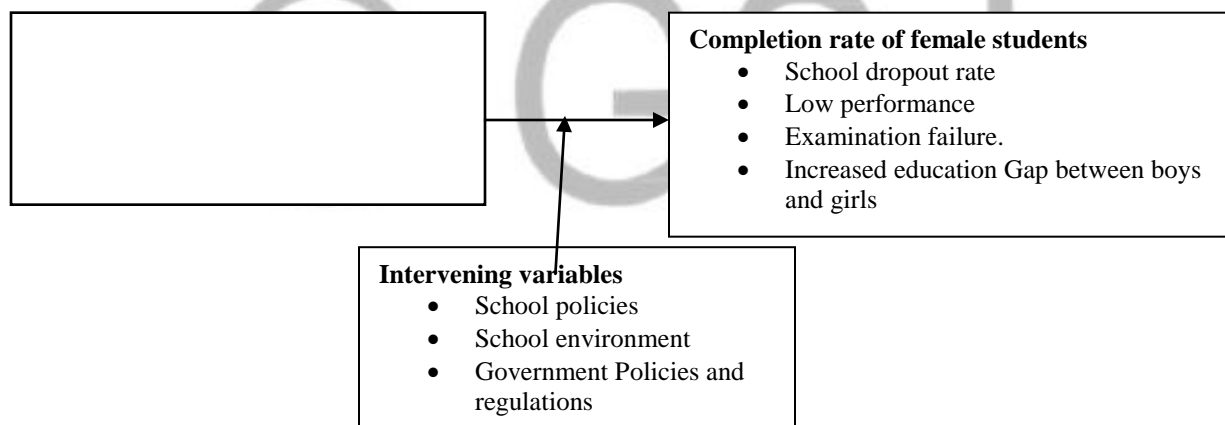 Completion rate of female students
• School dropout rate
• Low performance
• Examination failure.
• Increased education Gap between boys
and girls
Intervening variables
• School policies
• School environment
• Government Policies and
regulations